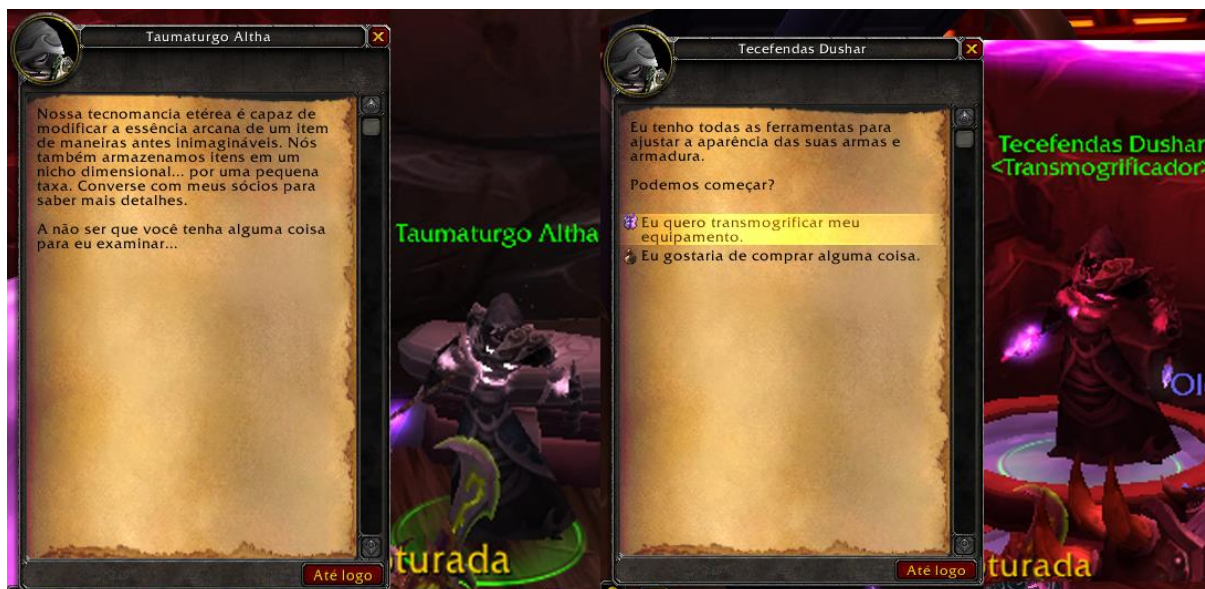 Taumaturgo Altha
Nossa tecnomancia etérea é capaz de
modificar a essência arcana de um item
de maneiras antes inimagináveis. Nós
também armazenamos itens em um
nicho dimensional... por uma pequena
taxa. Converse com meus sócios para
saber mais detalhes.
A não ser que você tenha alguma coisa
para eu examinar...
Até logo
Taumaturgo Altha
turada
Tecefendas Dushar
Eu tenho todas as ferramentas para
ajustar a aparência das suas armas e
armadura.
Podemos começar?
Eu quero transmogrificar meu
equipamento.
Eu gostaria de comprar alguma coisa.
Até logo
Tecefendas Dushar
<Transmogrificador>
Ol
turada